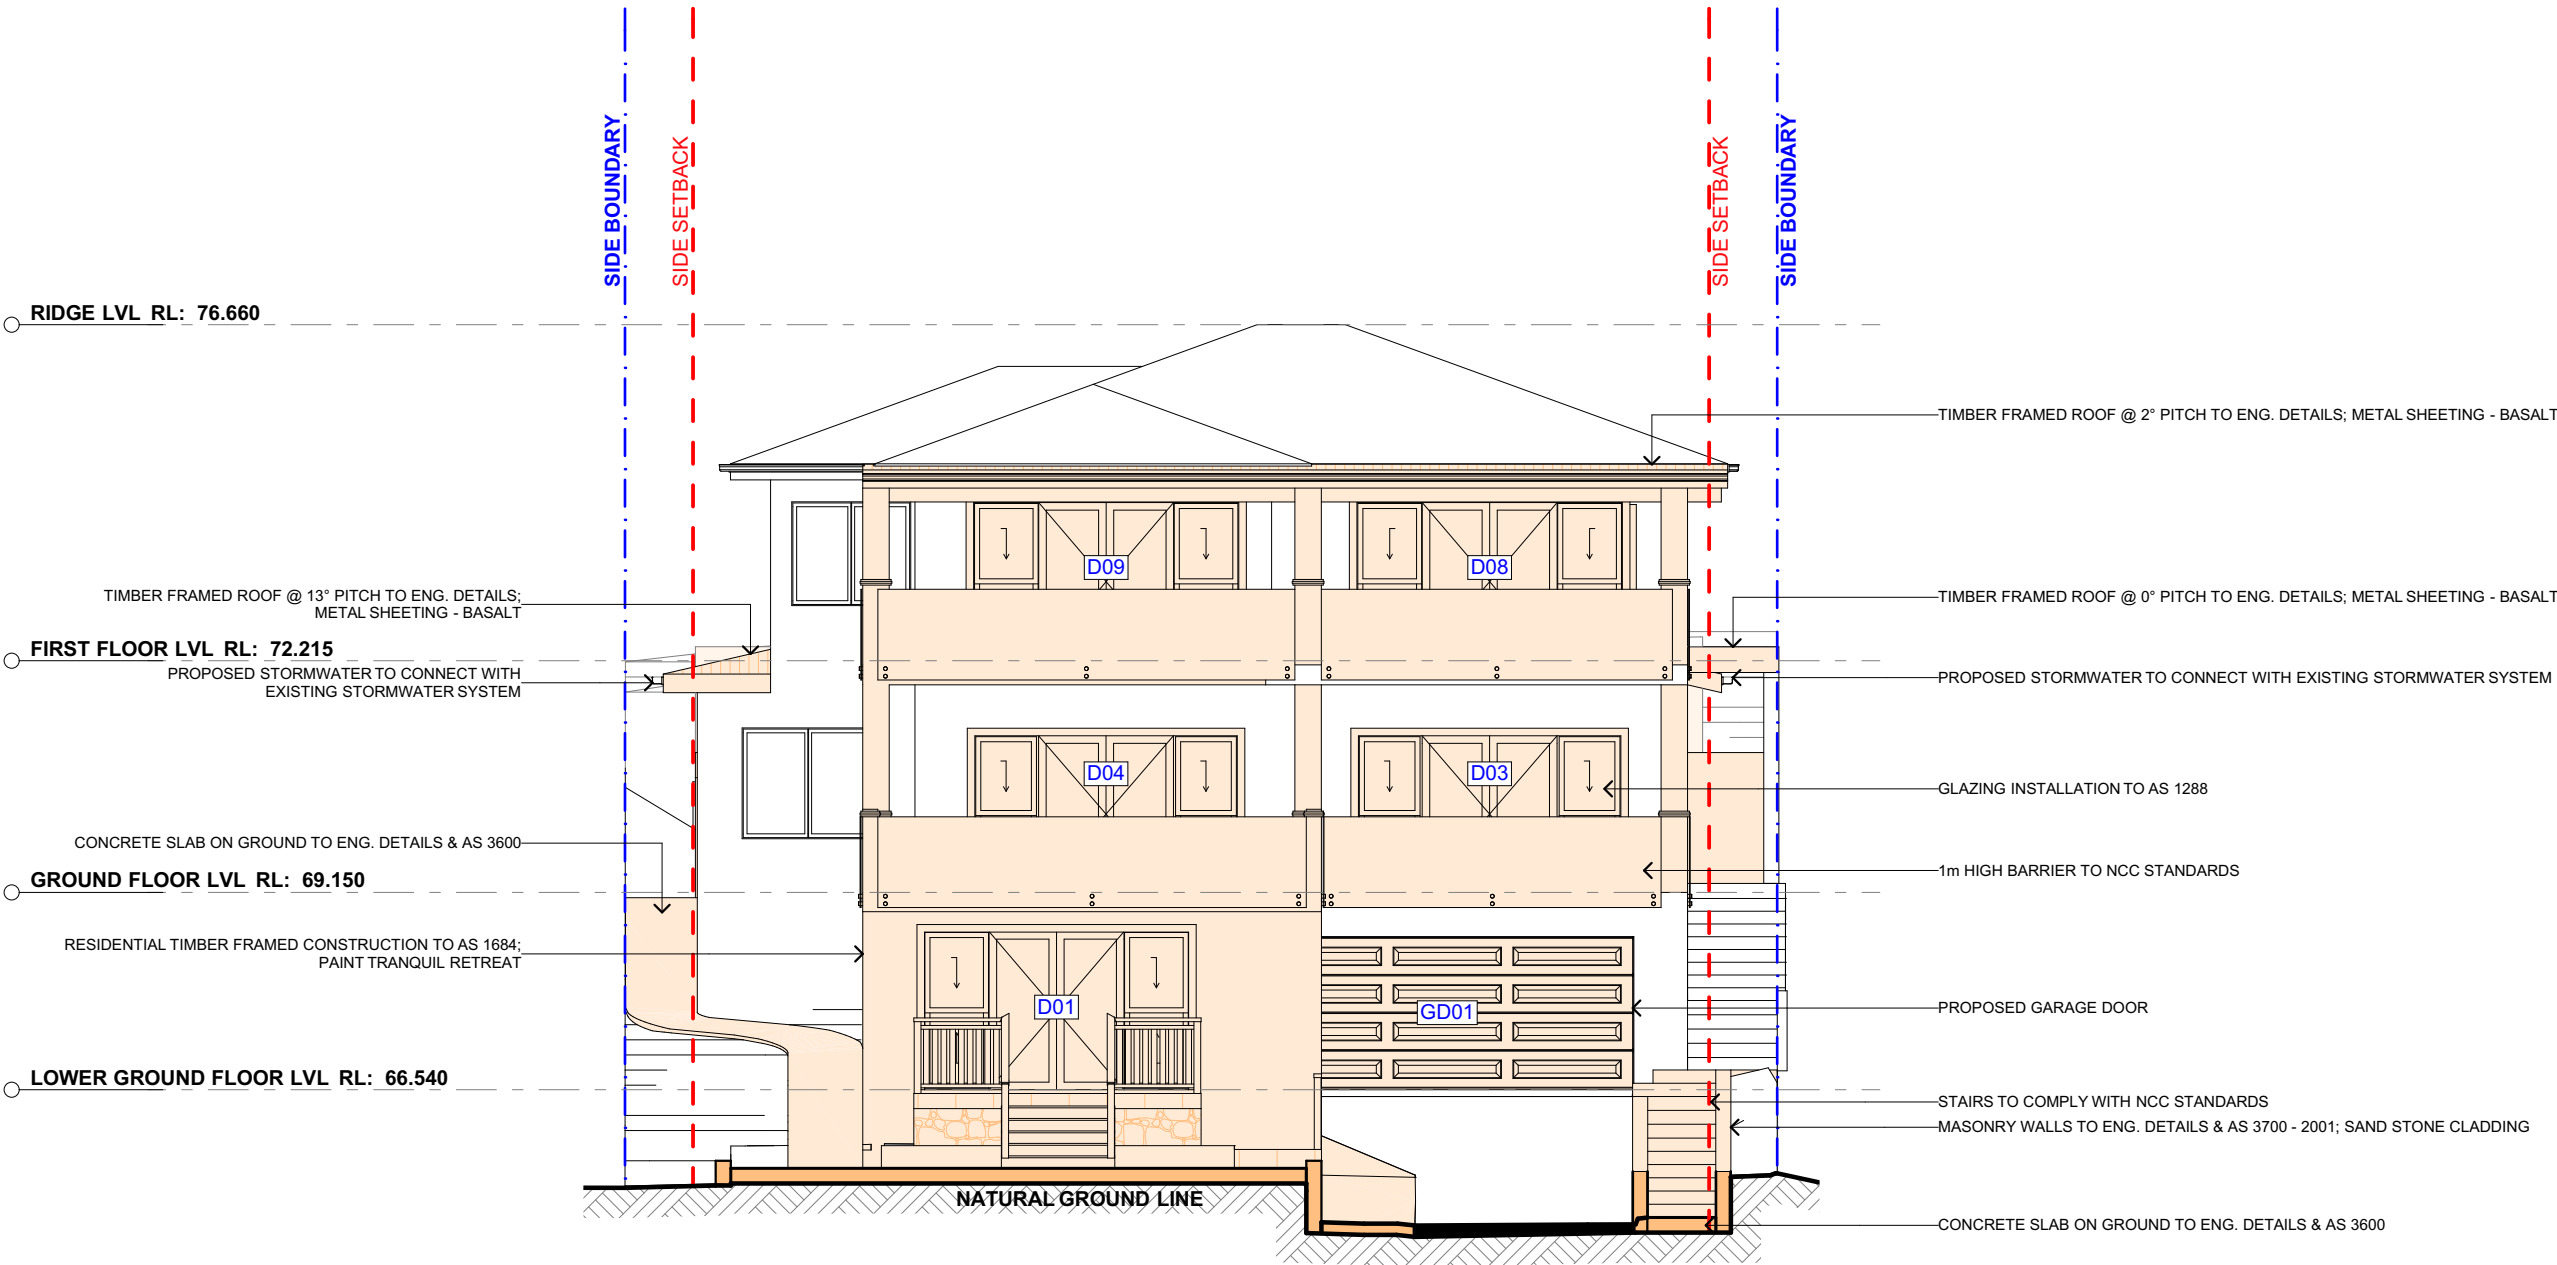 SIDE BOUNDARY
SIDE SETBACK
SIDE SETBACK
SIDE BOUNDARY
RIDGE LVL RL: 76.660
TIMBER FRAMED ROOF @ 2° PITCH TO ENG. DETAILS; METAL SHEETING - BASALT
D09
D08
TIMBER FRAMED ROOF @ 13° PITCH TO ENG. DETAILS;
METAL SHEETING - BASALT
TIMBER FRAMED ROOF @ 0° PITCH TO ENG. DETAILS; METAL SHEETING - BASALT
FIRST FLOOR LVL RL: 72.215
PROPOSED STORMWATER TO CONNECT WITH
EXISTING STORMWATER SYSTEM
PROPOSED STORMWATER TO CONNECT WITH EXISTING STORMWATER SYSTEM
D04
D03
GLAZING INSTALLATION TO AS 1288
CONCRETE SLAB ON GROUND TO ENG. DETAILS & AS 3600
1m HIGH BARRIER TO NCC STANDARDS
GROUND FLOOR LVL RL: 69.150
RESIDENTIAL TIMBER FRAMED CONSTRUCTION TO AS 1684;
PAINT TRANQUIL RETREAT
D01
GD01
PROPOSED GARAGE DOOR
LOWER GROUND FLOOR LVL RL: 66.540
STAIRS TO COMPLY WITH NCC STANDARDS
MASONRY WALLS TO ENG. DETAILS & AS 3700 - 2001; SAND STONE CLADDING
NATURAL GROUND LINE
CONCRETE SLAB ON GROUND TO ENG. DETAILS & AS 3600